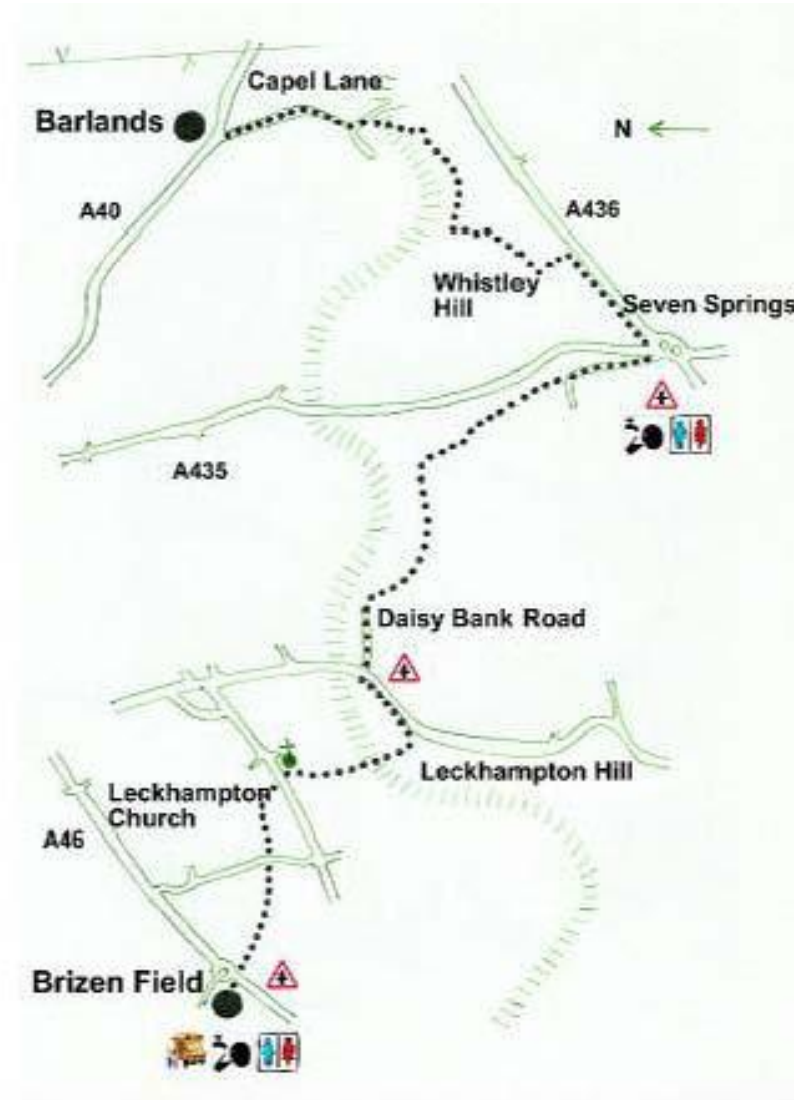 Capel Lane
Barlands
N
A40
A436
Whistley
Hill
Seven Springs
A435
Daisy Bank Road
Leckhampton Hill
Leckhampton
Church
A46
Brizen Field